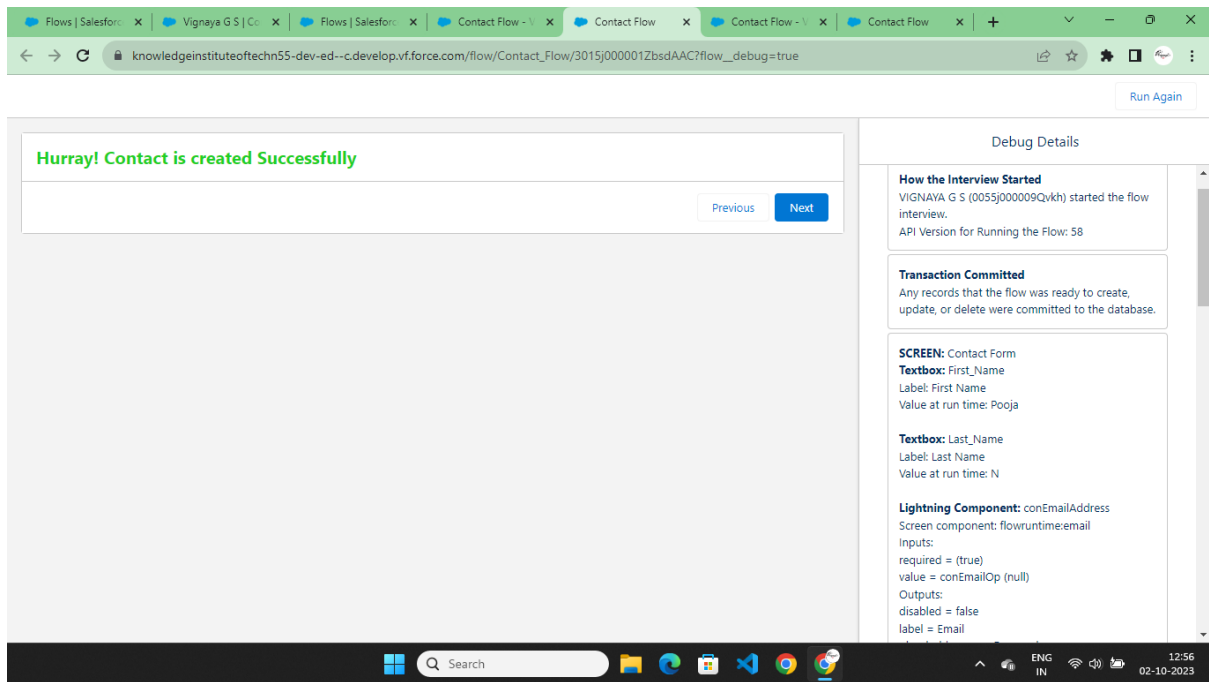 Flows | Salesforc
Vignaya G S | Co
Flows | Salesforc
Contact Flow - V
Contact Flow
Contact Flow - V
Contact Flow
knowledgeinstituteoftechn55-dev-ed--c.develop.vf.force.com/flow/Contact_Flow/3015j000001ZbsdAAC?flow__debug=true
Run Again
Hurray! Contact is created Successfully
Previous
Next
Debug Details
How the Interview Started
VIGNAYA G S (0055j000009Qvkh) started the flow
interview.
API Version for Running the Flow: 58
Transaction Committed
Any records that the flow was ready to create,
update, or delete were committed to the database.
SCREEN: Contact Form
Textbox: First_Name
Label: First Name
Value at run time: Pooja
Textbox: Last_Name
Label: Last Name
Value at run time: N
Lightning Component: conEmailAddress
Screen component: flowruntime:email
Inputs:
required = (true)
value = conEmailOp (null)
Outputs:
disabled = false
label = Email
Search
ENG
IN
12:56
02-10-2023